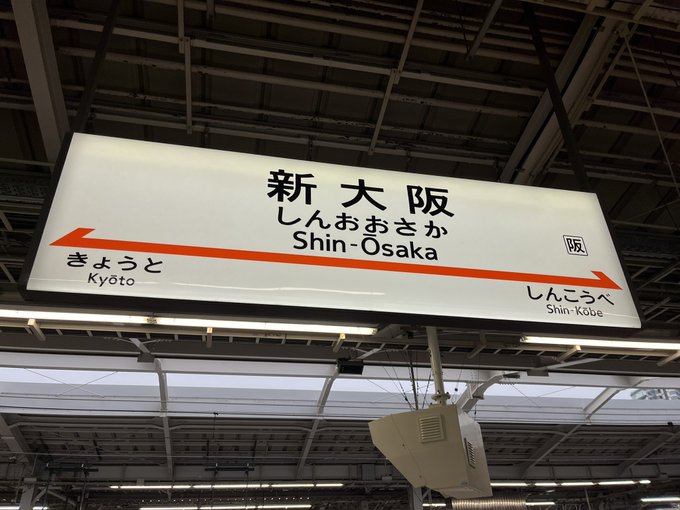 新大阪
しんおおさか
Shin-Ōsaka
阪
きょうと
Kyōto
しんこうべ
Shin-Kōbe